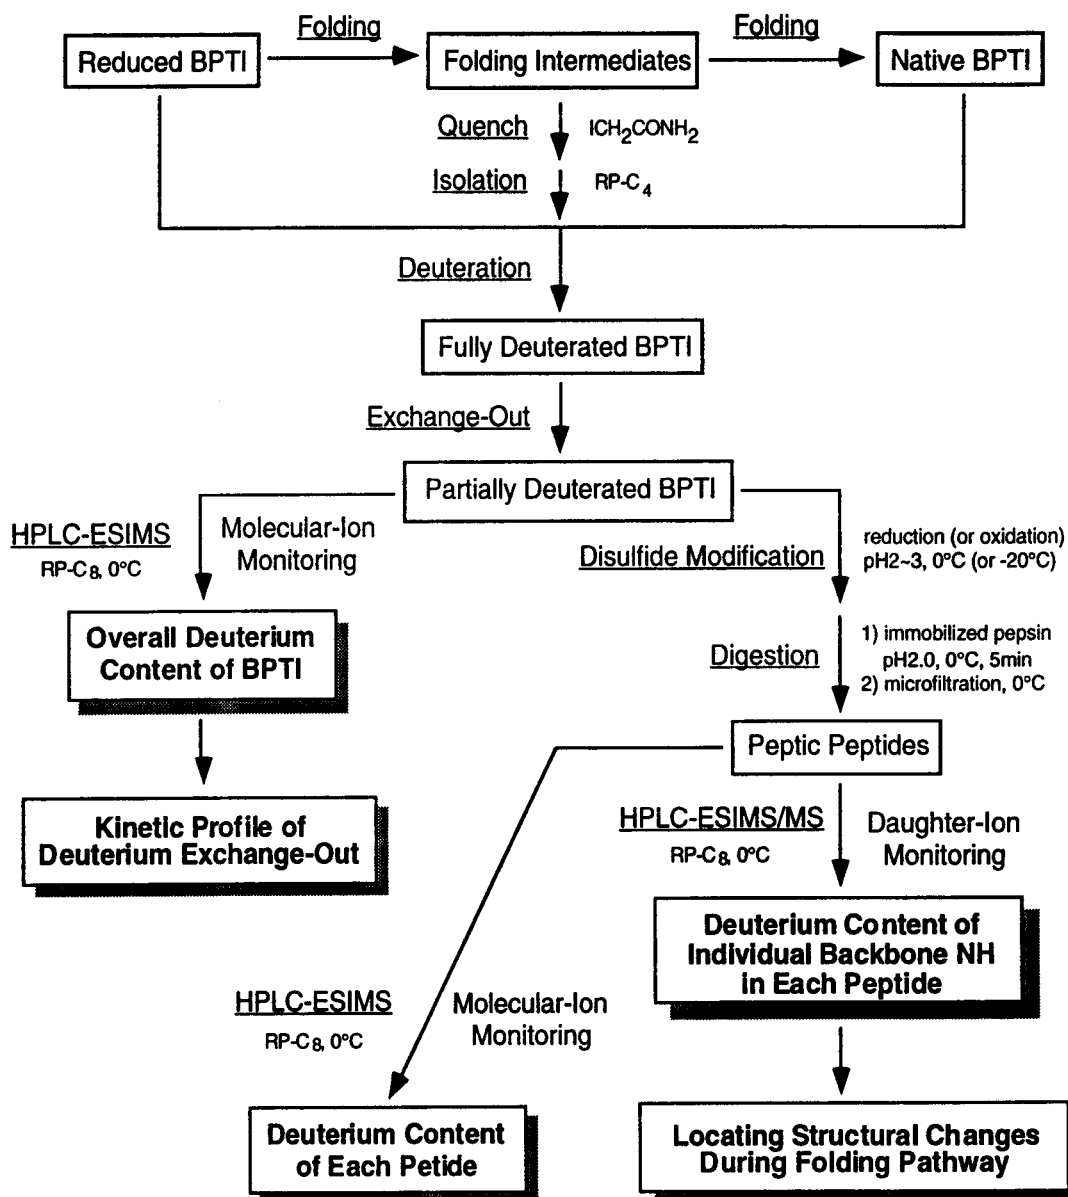 Folding
Folding
Reduced BPTI
Folding Intermediates
Native BPTI
Quench
ICH2CONH2
Isolation
RP-C4
Deuteration
Fully Deuterated BPTI
Exchange-Out
Partially Deuterated BPTI
HPLC-ESIMS
RP-C8, 0°C
Molecular-Ion
Monitoring
Disulfide Modification
reduction (or oxidation)
pH2~3, 0°C (or -20°C)
Overall Deuterium
Content of BPTI
Digestion
1) immobilized pepsin
pH2.0, 0°C, 5min
2) microfiltration, 0°C
Peptic Peptides
Kinetic Profile of
Deuterium Exchange-Out
HPLC-ESIMS/MS
RP-C8, 0°C
Daughter-Ion
Monitoring
Deuterium Content of
Individual Backbone NH
in Each Peptide
HPLC-ESIMS
RP-C8, 0°C
Molecular-Ion
Monitoring
Deuterium Content
of Each Petide
Locating Structural Changes
During Folding Pathway